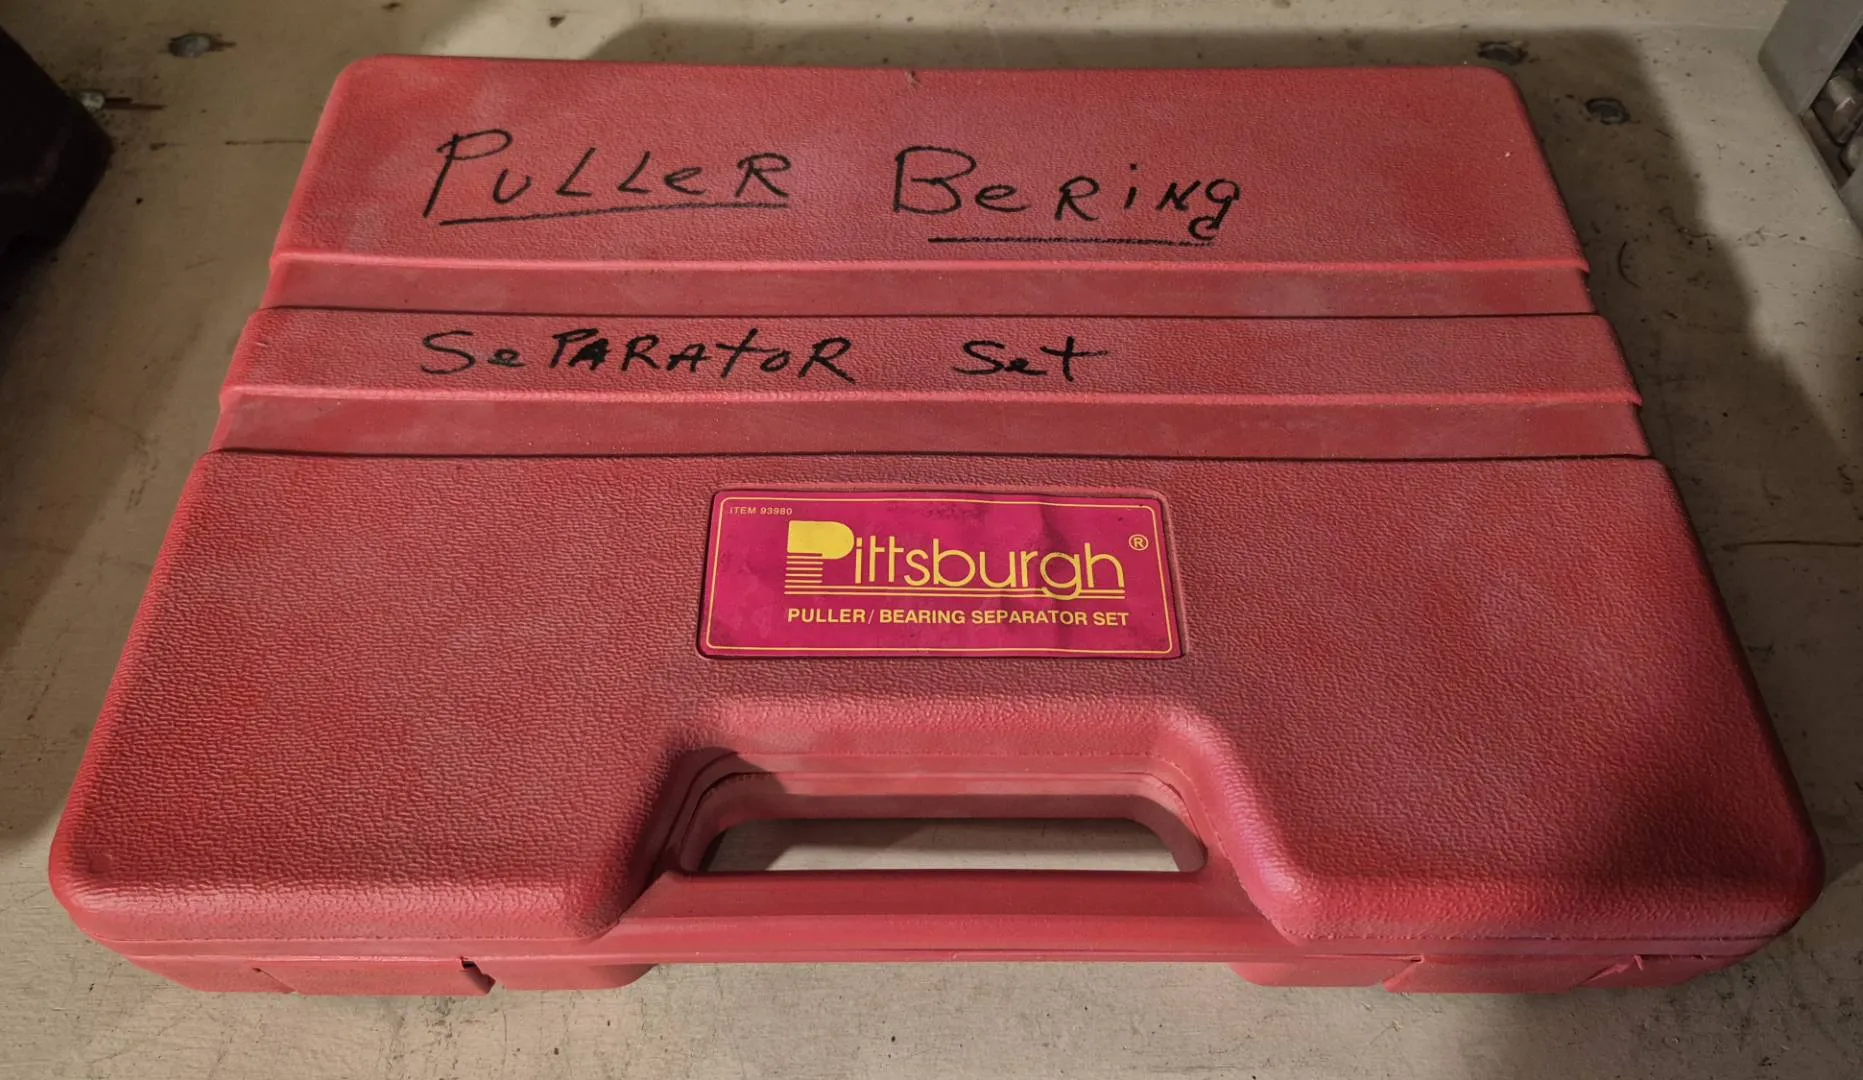 PuLLeR BeRiNg
SePARAtoR Set
ITEM 93980
Pittsburgh®
PULLER/BEARING SEPARATOR SET